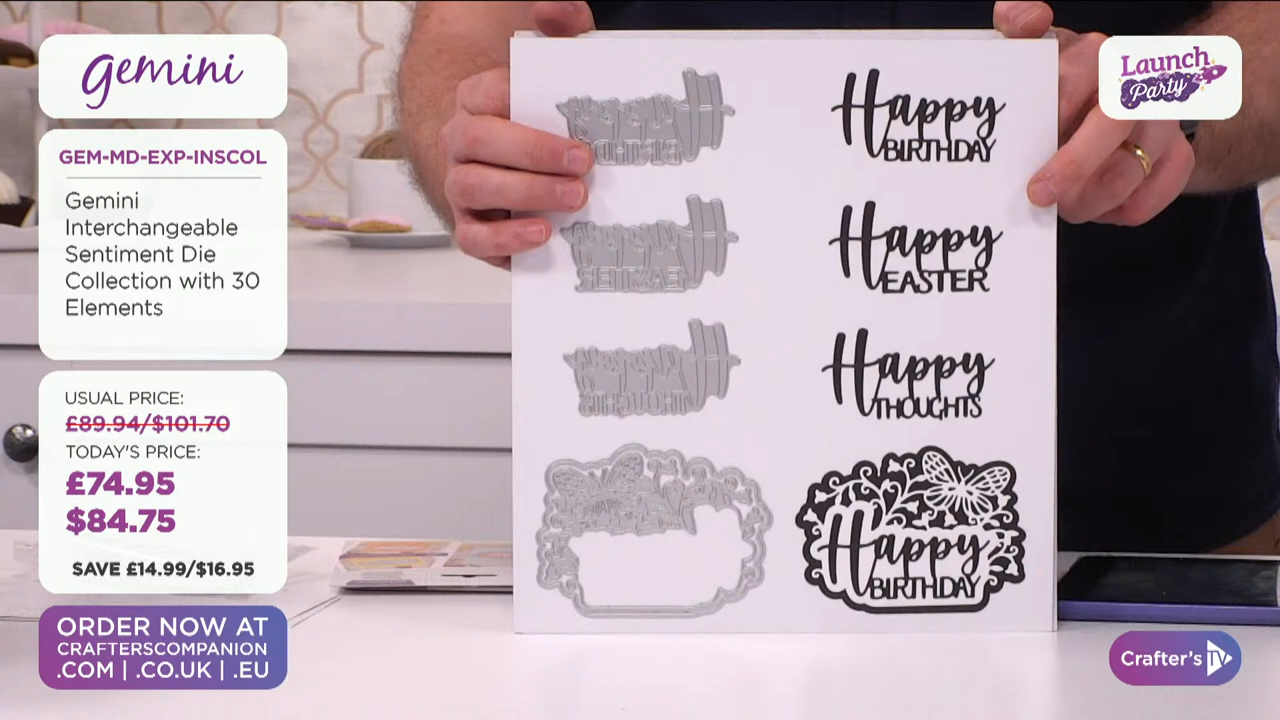 gemini
GEM-MD-EXP-INSCOL
Gemini
Interchangeable
Sentiment Die
Collection with 30
Elements
USUAL PRICE:
£89.94/$101.70
TODAY'S PRICE:
£74.95
$84.75
SAVE £14.99/$16.95
ORDER NOW AT
CRAFTERSCOMPANION
.COM | .CO.UK | .EU
Happy
BIRTHDAY
Happy
EASTER
Happy
THOUGHTS
Happy
BIRTHDAY
Launch
Party
Crafter's TV